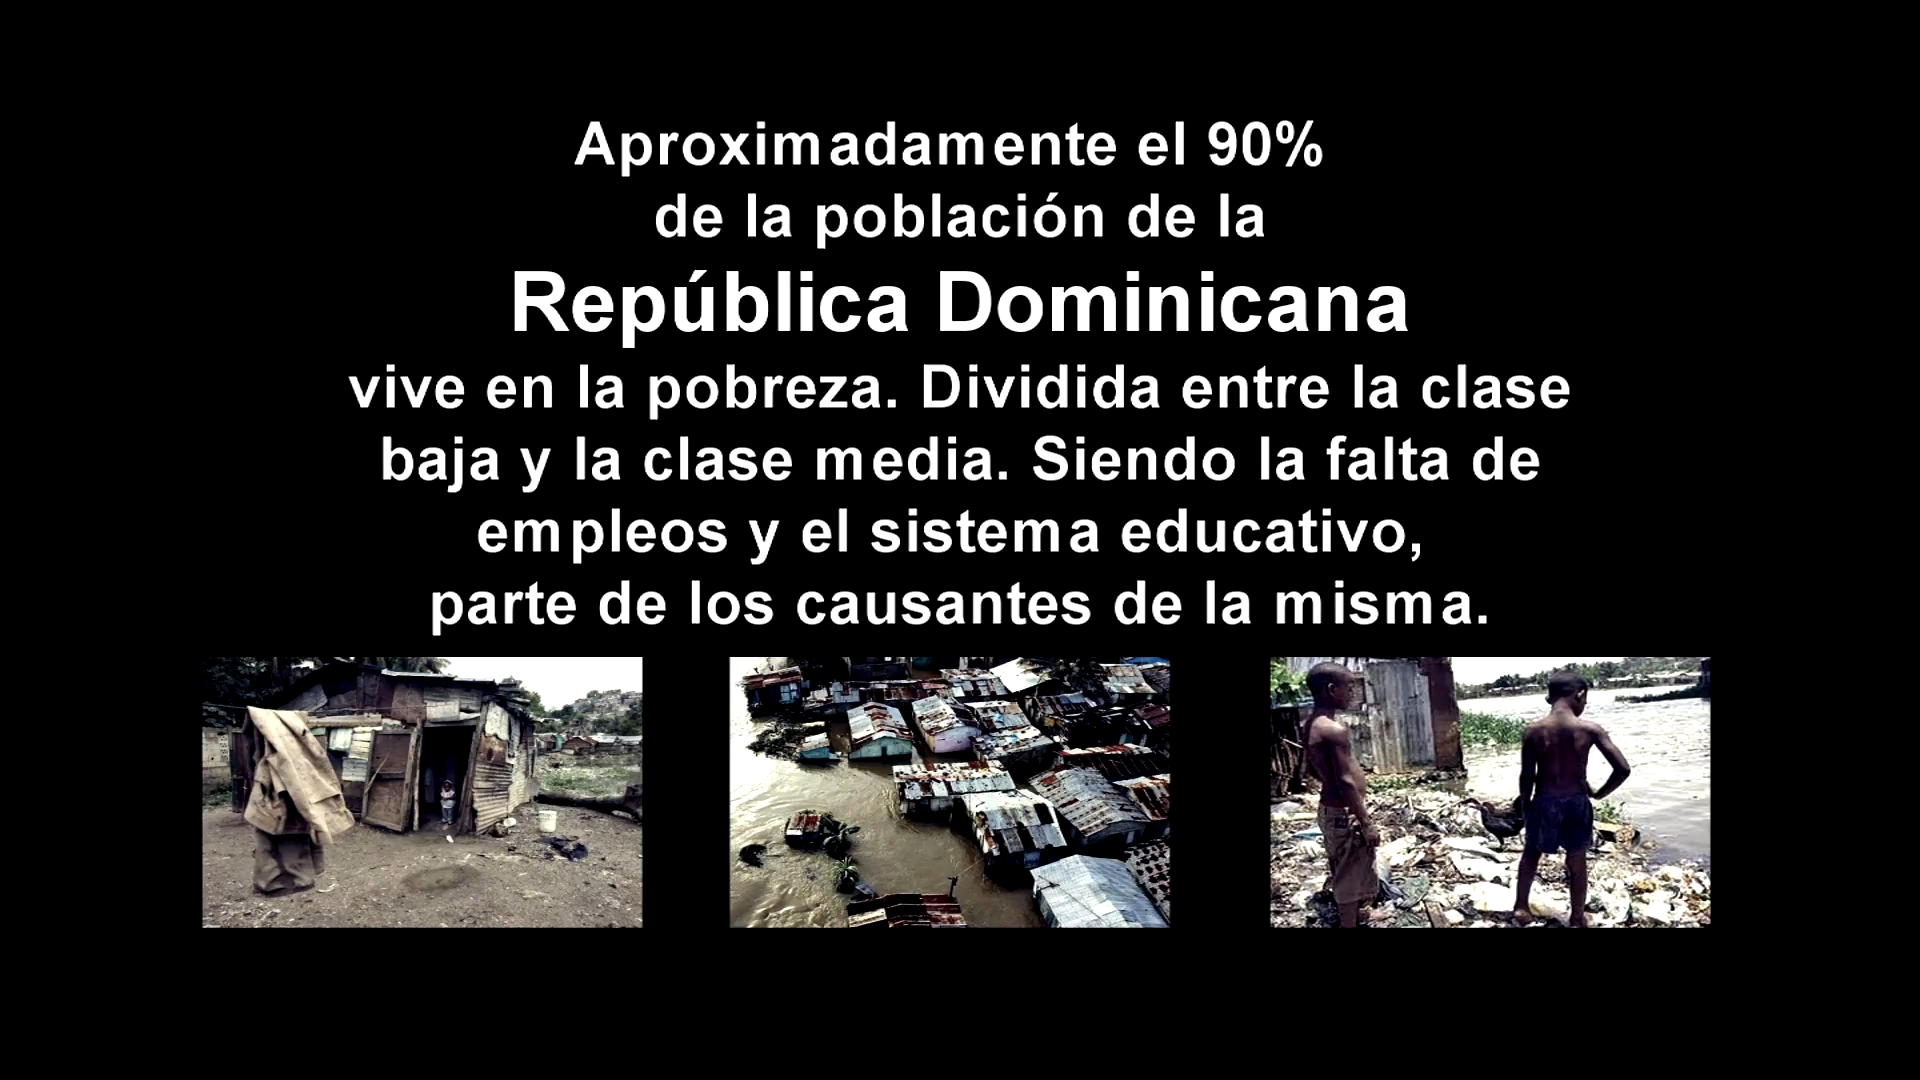 Aproximadamente el 90%
de la población de la
República Dominicana
vive en la pobreza. Dividida entre la clase
baja y la clase media. Siendo la falta de
empleos y el sistema educativo,
parte de los causantes de la misma.